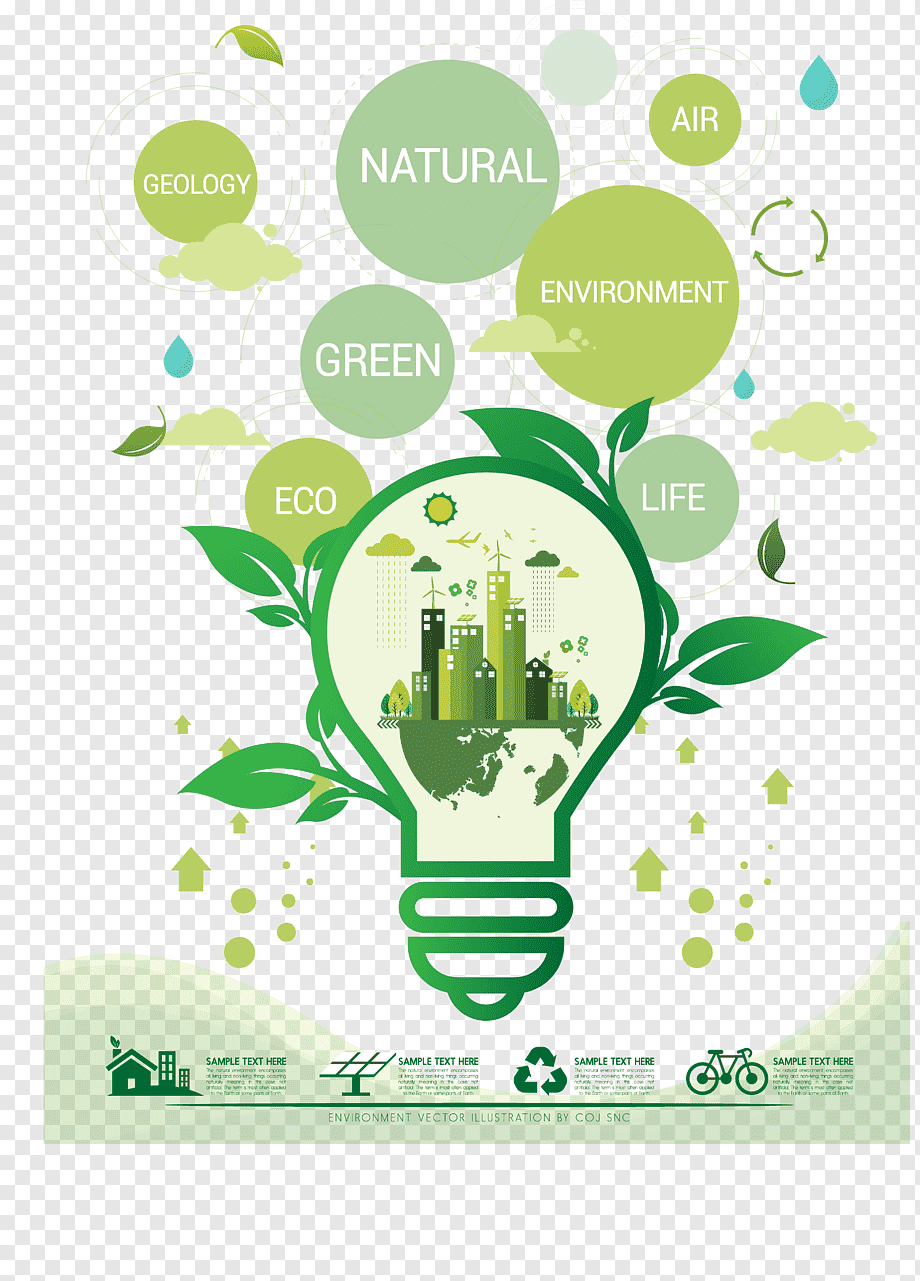 AIR
NATURAL
GEOLOGY
ENVIRONMENT
GREEN
ECO
LIFE
SAMPLE TEXT HERE
The natural environment encompasses
all living and non-living things occurring
naturally meaning in this case not
artificial. The term is most often applied
to the Earth or some parts of Earth.
SAMPLE TEXT HERE
The natural environment encompasses
all living and non-living things occurring
naturally meaning in this case not
artificial. The term is most often applied
to the Earth or some parts of Earth.
SAMPLE TEXT HERE
The natural environment encompasses
all living and non-living things occurring
naturally meaning in this case not
artificial. The term is most often applied
to the Earth or some parts of Earth.
SAMPLE TEXT HERE
The natural environment encompasses
all living and non-living things occurring
naturally meaning in this case not
artificial. The term is most often applied
to the Earth or some parts of Earth.
ENVIRONMENT VECTOR ILLUSTRATION BY COJ SNC